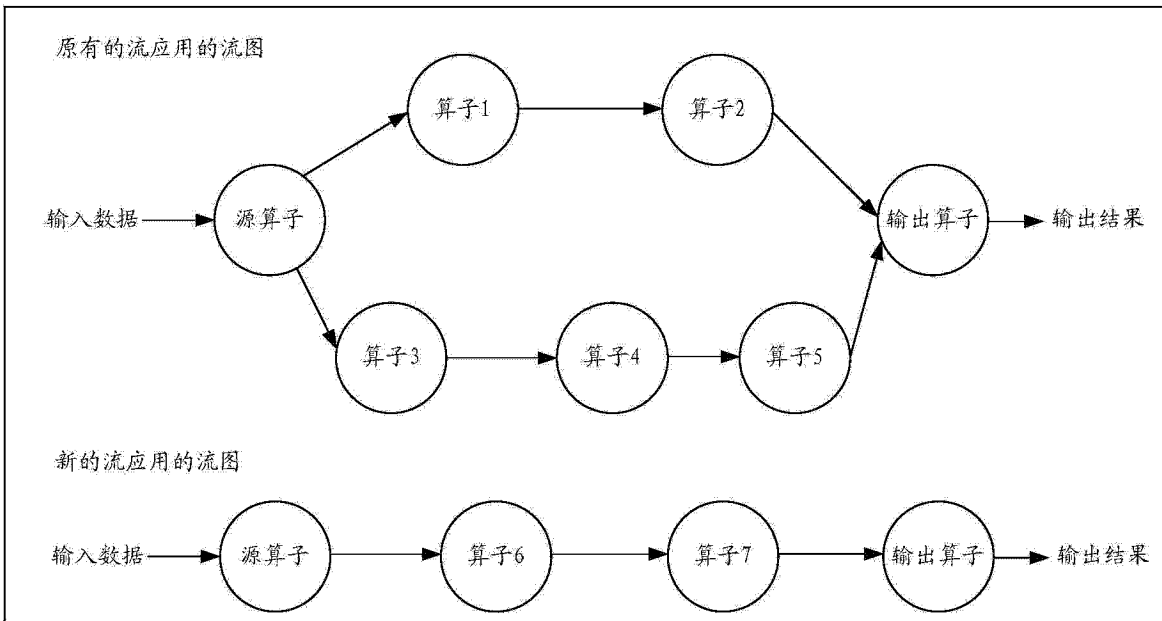 原有的流应用的流图
算子1
算子2
输入数据
源算子
输出算子
输出结果
算子3
算子4
算子5
新的流应用的流图
输入数据
源算子
算子6
算子7
输出算子
输出结果